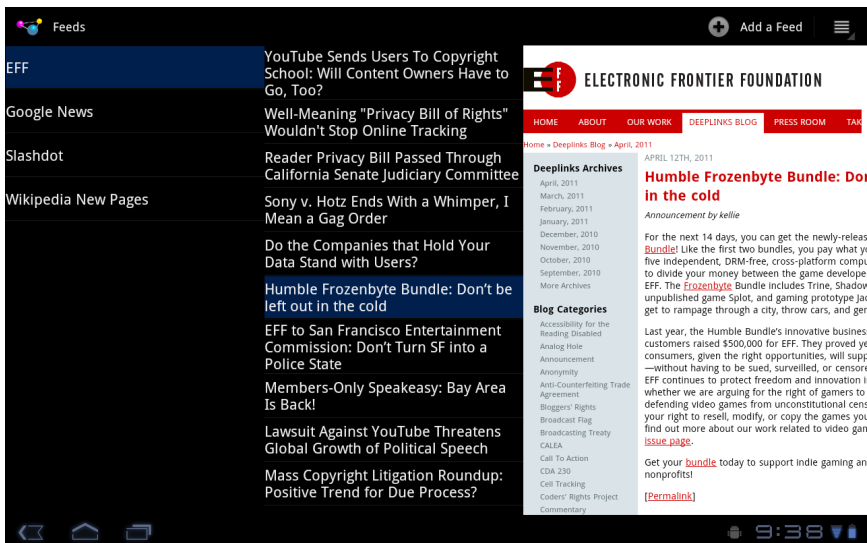 Feeds
Add a Feed
EFF
Google News
Slashdot
Wikipedia New Pages
YouTube Sends Users To Copyright
School: Will Content Owners Have to
Go, Too?
Well-Meaning "Privacy Bill of Rights"
Wouldn't Stop Online Tracking
Reader Privacy Bill Passed Through
California Senate Judiciary Committee
Sony v. Hotz Ends With a Whimper, I
Mean a Gag Order
Do the Companies that Hold Your
Data Stand with Users?
Humble Frozenbyte Bundle: Don’t be
left out in the cold
EFF to San Francisco Entertainment
Commission: Don’t Turn SF into a
Police State
Members-Only Speakeasy: Bay Area
Is Back!
Lawsuit Against YouTube Threatens
Global Growth of Political Speech
Mass Copyright Litigation Roundup:
Positive Trend for Due Process?
EFF
ELECTRONIC FRONTIER FOUNDATION
HOME ABOUT OUR WORK DEEPLINKS BLOG PRESS ROOM TAK
Home » Deeplinks Blog » April, 2011
Deeplinks Archives
April, 2011
March, 2011
February, 2011
January, 2011
December, 2010
November, 2010
October, 2010
September, 2010
More Archives
Blog Categories
Accessibility for the
Reading Disabled
Analog Hole
Announcement
Anonymity
Anti-Counterfeiting Trade
Agreement
Bloggers' Rights
Broadcast Flag
Broadcasting Treaty
CALEA
Call To Action
CDA 230
Cell Tracking
Coders' Rights Project
Commentary
APRIL 12TH, 2011
Humble Frozenbyte Bundle: Don
in the cold
Announcement by kellie
For the next 14 days, you can get the newly-releas
Bundle! Like the first two bundles, you pay what yo
five independent, DRM-free, cross-platform compu
to divide your money between the game develope
EFF. The Frozenbyte Bundle includes Trine, Shadow
unpublished game Splot, and gaming prototype Jac
get to rampage through a city, throw cars, and gen
Last year, the Humble Bundle's innovative business
customers raised $500,000 for EFF. They proved ye
consumers, given the right opportunities, will supp
—without having to be sued, surveilled, or censore
EFF continues to protect freedom and innovation i
whether we are arguing for the right of gamers to
defending video games from unconstitutional cens
your right to resell, modify, or copy the games you
find out more about our work related to video gam
issue page.
Get your bundle today to support indie gaming an
nonprofits!
[Permalink]
9:38